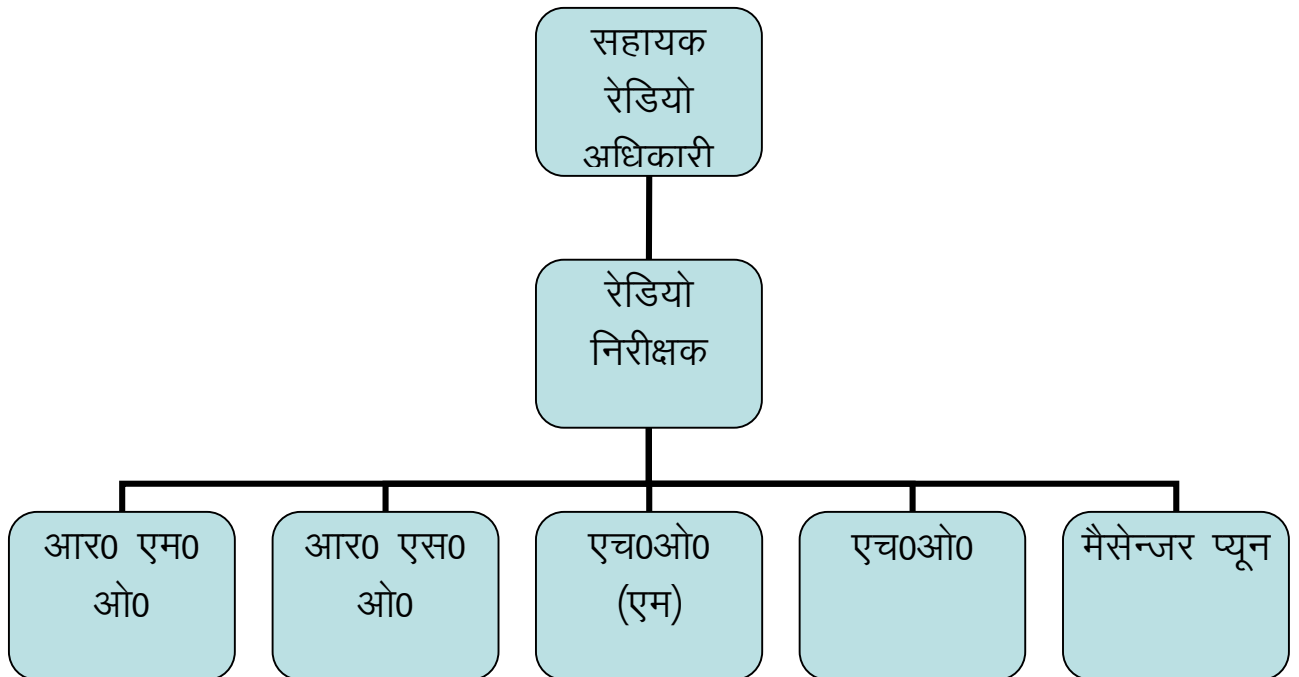 सहायक
रेडियो
अधिकारी
रेडियो
निरीक्षक
आर0 एम0
ओ0
आर0 एस0
ओ0
एच0ओ0
(एम)
एच0ओ0
मैसेन्जर प्यून